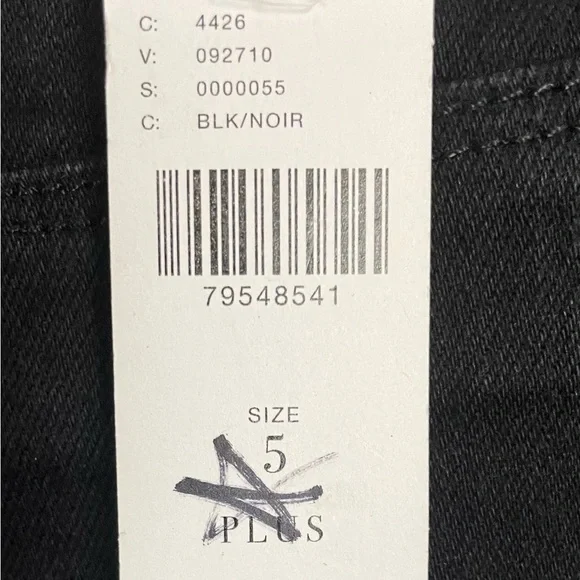 C: 4426
V: 092710
S: 0000055
C: BLK/NOIR
79548541
SIZE
5
PLUS